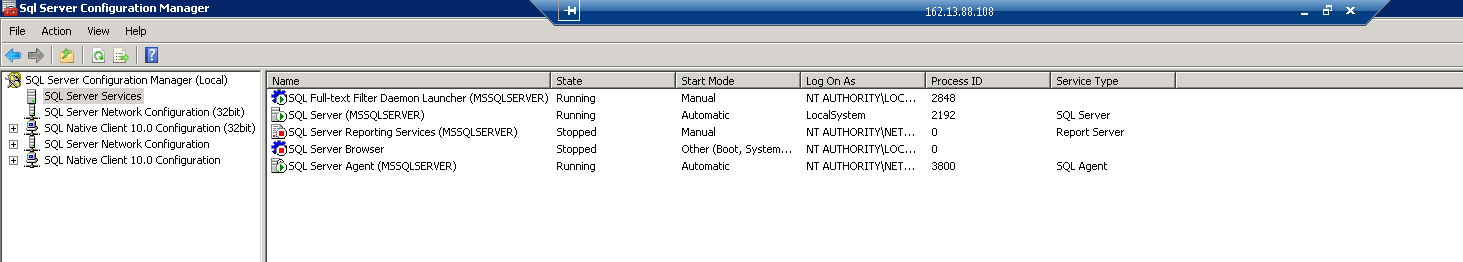 Sql Server Configuration Manager
162.13.88.108
File Action View Help
SQL Server Configuration Manager (Local)
SQL Server Services
SQL Server Network Configuration (32bit)
SQL Native Client 10.0 Configuration (32bit)
SQL Server Network Configuration
SQL Native Client 10.0 Configuration
Name State Start Mode Log On As Process ID Service Type
SQL Full-text Filter Daemon Launcher (MSSQLSERVER) Running Manual NT AUTHORITY\LOC... 2848
SQL Server (MSSQLSERVER) Running Automatic LocalSystem 2192 SQL Server
SQL Server Reporting Services (MSSQLSERVER) Stopped Manual NT AUTHORITY\NET... 0 Report Server
SQL Server Browser Stopped Other (Boot, System... NT AUTHORITY\LOC... 0
SQL Server Agent (MSSQLSERVER) Running Automatic NT AUTHORITY\NET... 3800 SQL Agent